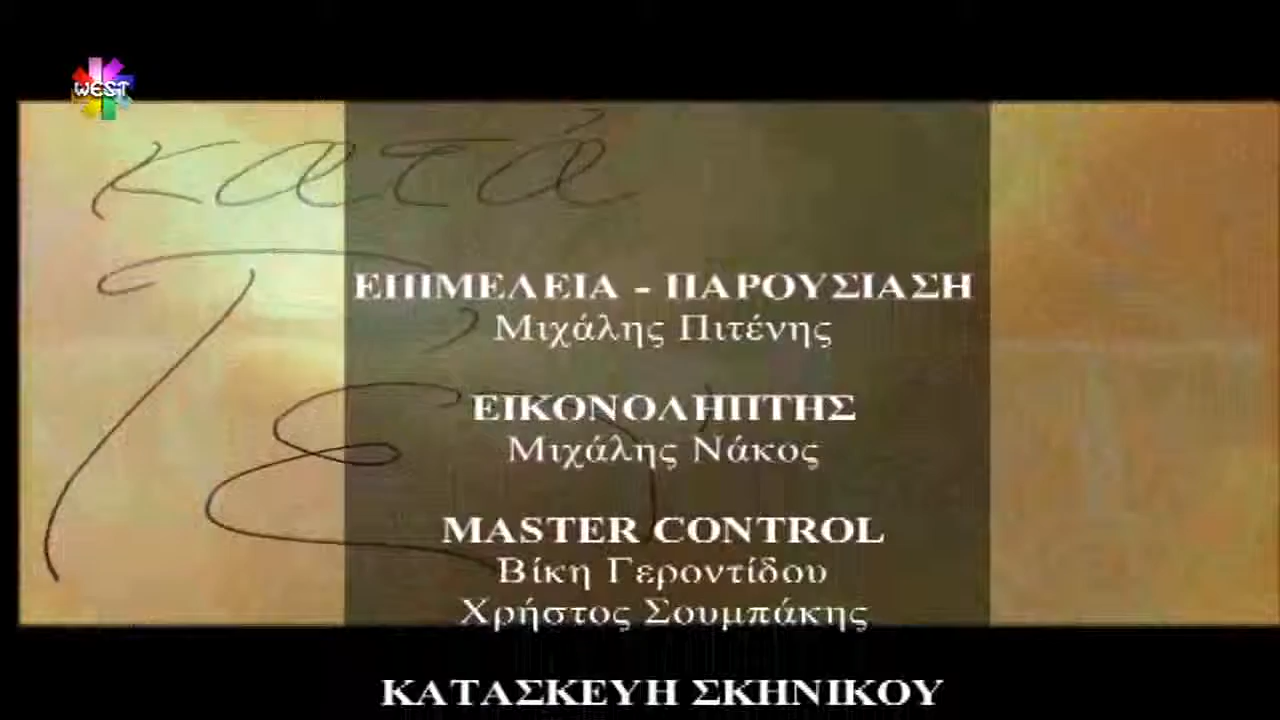 WEST
κατά
ΕΠΙΜΕΛΕΙΑ - ΠΑΡΟΥΣΙΑΣΗ
Μιχάλης Πιτένης
ΕΙΚΟΝΟΛΗΠΤΗΣ
Μιχάλης Νάκος
MASTER CONTROL
Βίκη Γεροντίδου
Χρήστος Σουμπάκης
ΚΑΤΑΣΚΕΥΗ ΣΚΗΝΙΚΟΥ